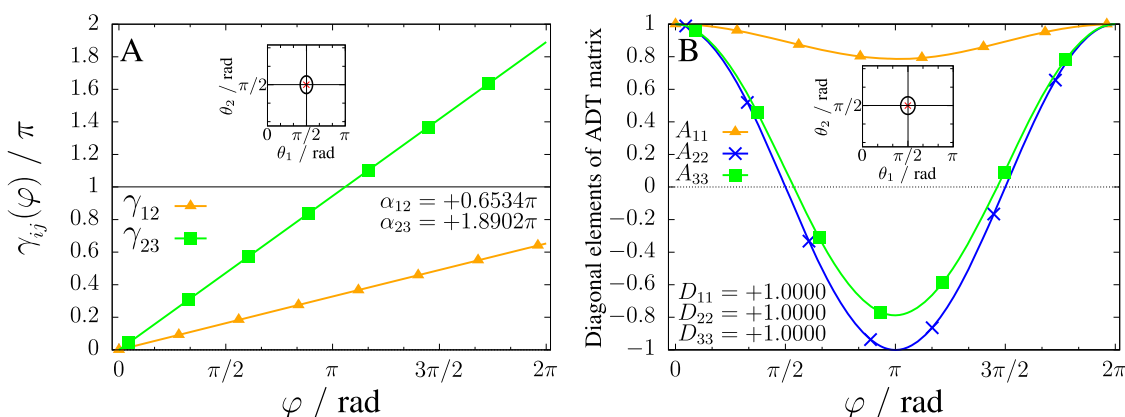 A
2
1.8
1.6
1.4
1.2
1
0.8
0.6
0.4
0.2
0
γij(φ) / π
θ2 / rad
π/2
0
π/2
π
θ1 / rad
γ12
γ23
α12 = +0.6534π
α23 = +1.8902π
0
π/2
π
3π/2
2π
φ / rad
B
1
0.8
0.6
0.4
0.2
0
−0.2
−0.4
−0.6
−0.8
−1
Diagonal elements of ADT matrix
θ2 / rad
π/2
0
π/2
π
θ1 / rad
A11
A22
A33
D11 = +1.0000
D22 = +1.0000
D33 = +1.0000
0
π/2
π
3π/2
2π
φ / rad